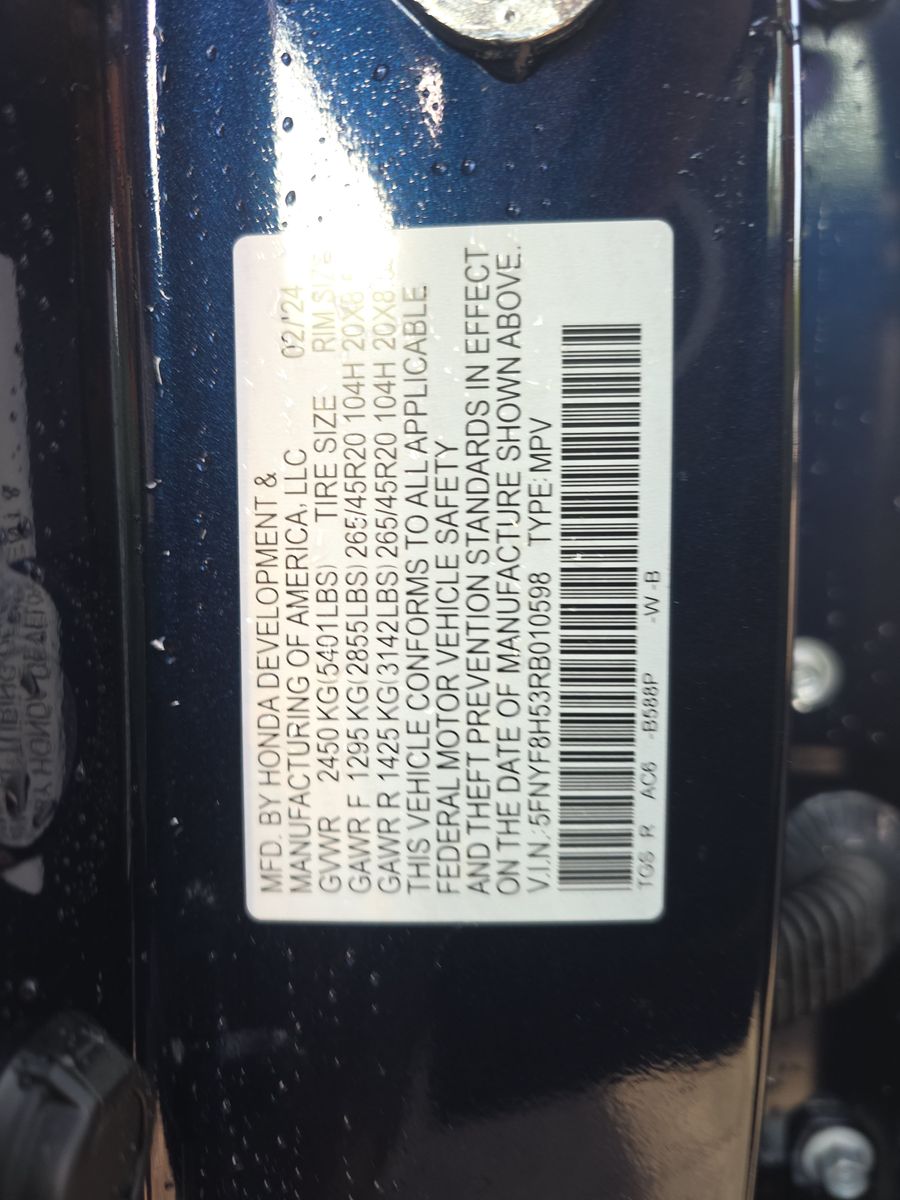 MFD. BY HONDA DEVELOPMENT &
MANUFACTURING OF AMERICA, LLC 02/'24
GVWR 2450 KG(5401LBS) TIRE SIZE RIM SIZE
GAWR F 1295 KG(2855LBS) 265/45R20 104H
GAWR R 1425 KG(3142LBS) 265/45R20 104H
THIS VEHICLE CONFORMS TO ALL APPLICABLE
FEDERAL MOTOR VEHICLE SAFETY
AND THEFT PREVENTION STANDARDS IN EFFECT
ON THE DATE OF MANUFACTURE SHOWN ABOVE.
V.I.N.:5FNYF8H53RB010598 TYPE:MPV
TGS R AC6 -B588P -W -B